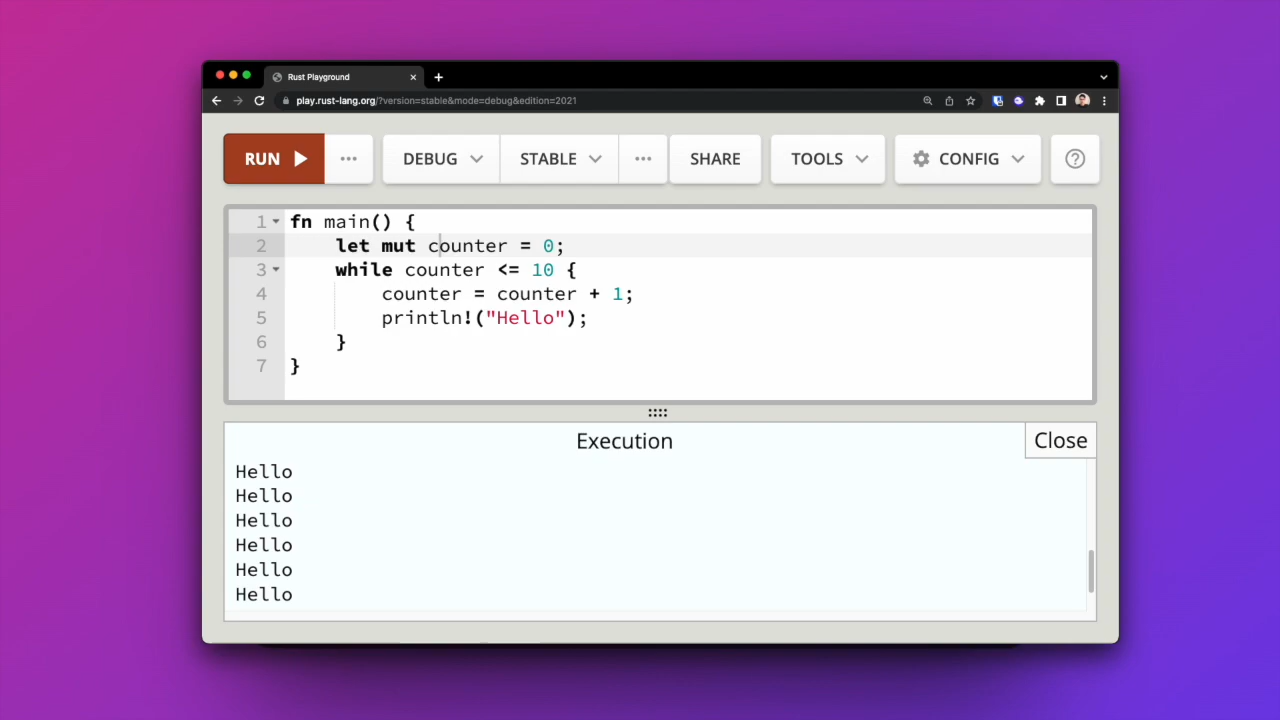 Rust Playground
play.rust-lang.org/?version=stable&mode=debug&edition=2021
RUN ... DEBUG STABLE ... SHARE TOOLS CONFIG ?
1 fn main() {
2 let mut counter = 0;
3 while counter <= 10 {
4 counter = counter + 1;
5 println!("Hello");
6 }
7 }
Execution Close
Hello
Hello
Hello
Hello
Hello
Hello